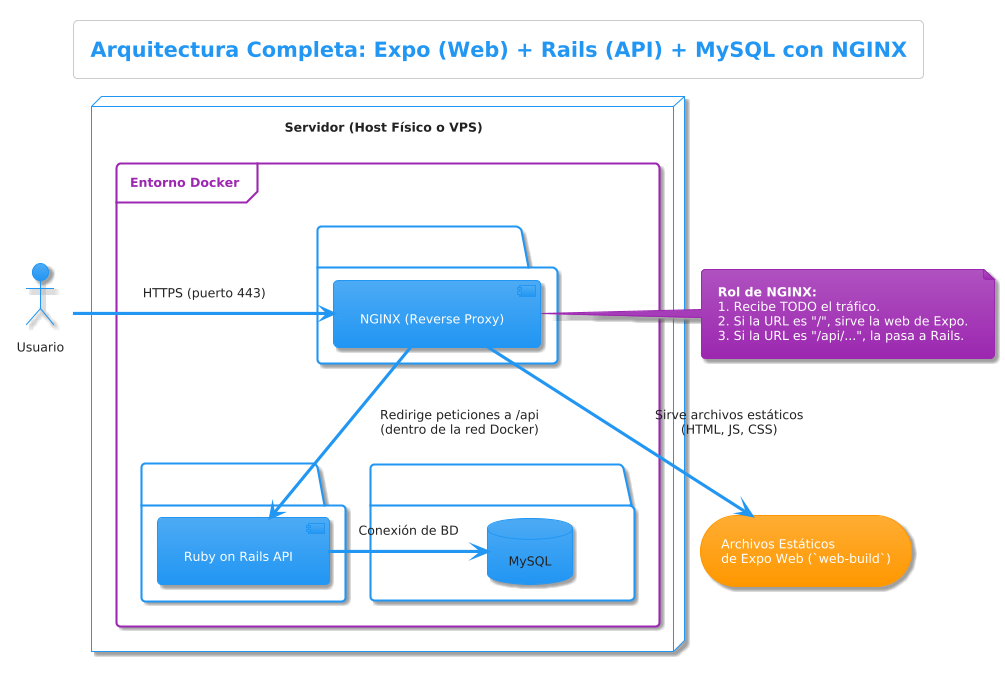 Arquitectura Completa: Expo (Web) + Rails (API) + MySQL con NGINX
Servidor (Host Físico o VPS)
Entorno Docker
Usuario
HTTPS (puerto 443)
NGINX (Reverse Proxy)
Rol de NGINX:
1. Recibe TODO el tráfico.
2. Si la URL es "/", sirve la web de Expo.
3. Si la URL es "/api/...", la pasa a Rails.
Redirige peticiones a /api
(dentro de la red Docker)
Sirve archivos estáticos
(HTML, JS, CSS)
Ruby on Rails API
Conexión de BD
MySQL
Archivos Estáticos
de Expo Web (`web-build`)